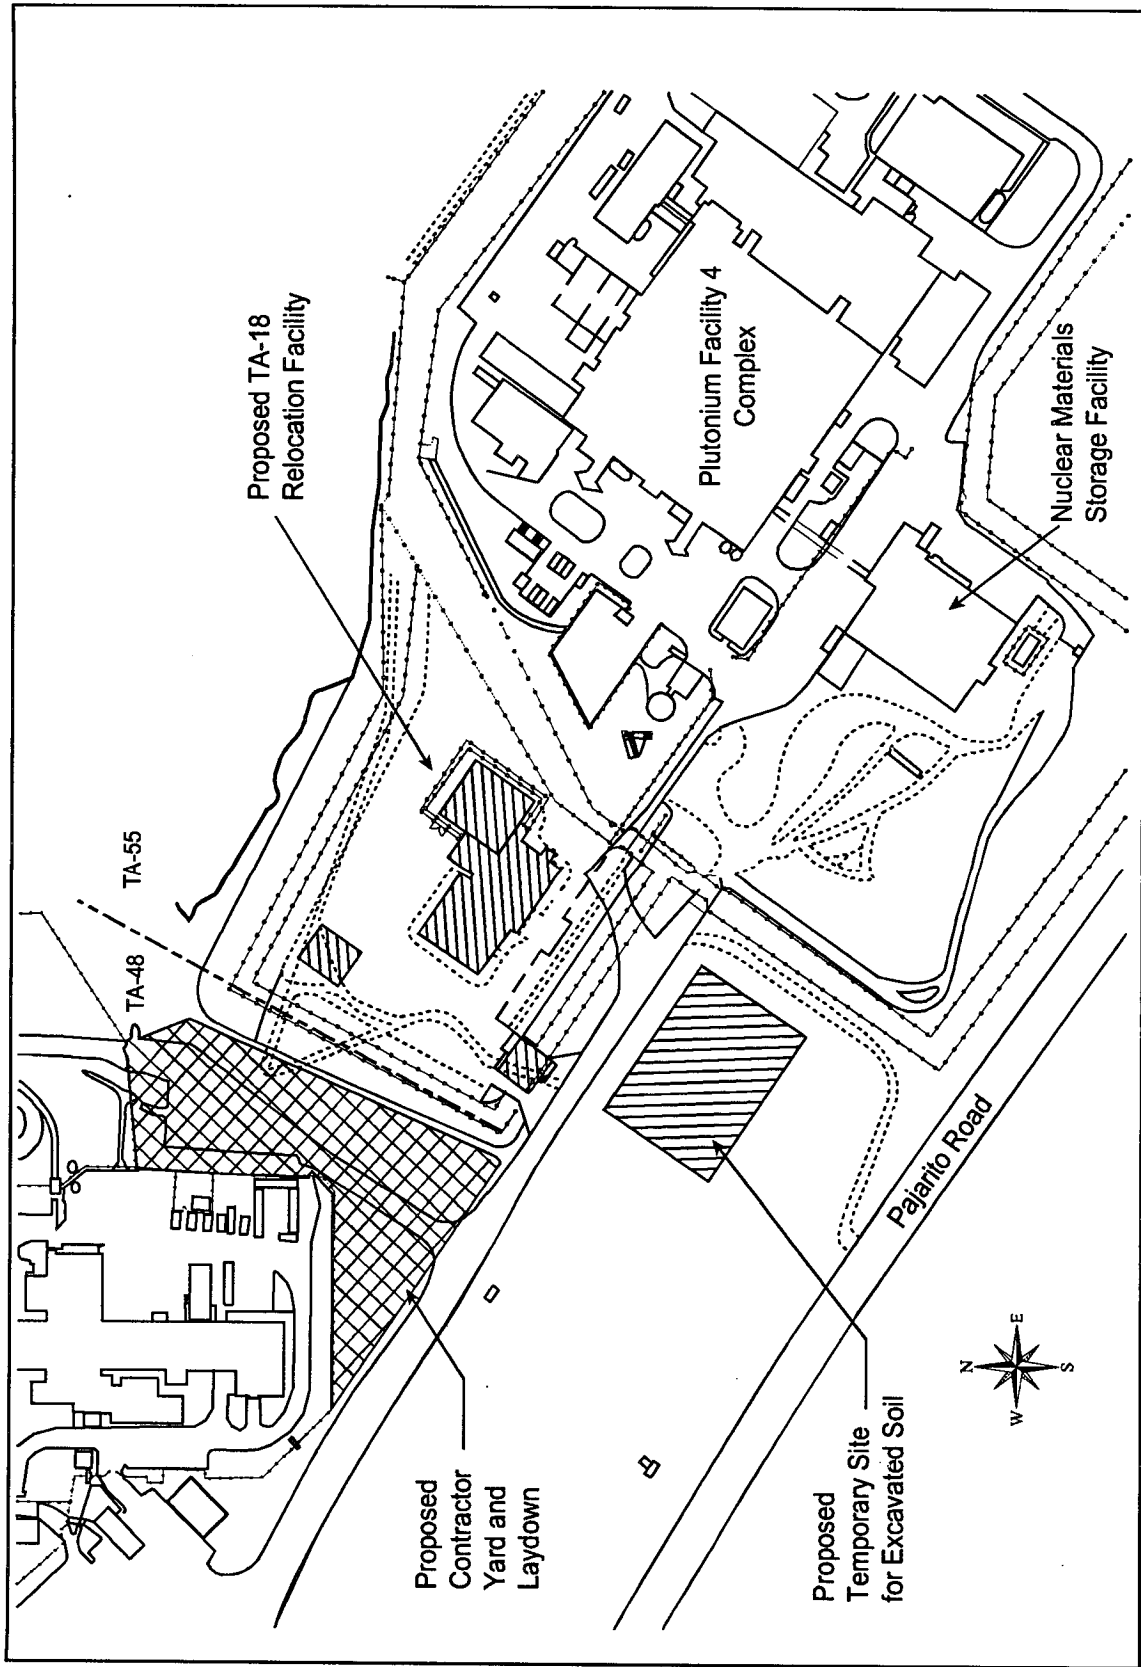 TA-48
TA-55
Proposed TA-18
Relocation Facility
Plutonium Facility 4
Complex
Nuclear Materials
Storage Facility
Proposed
Contractor
Yard and
Laydown
Proposed
Temporary Site
for Excavated Soil
Pajarito Road
N
W
E
S